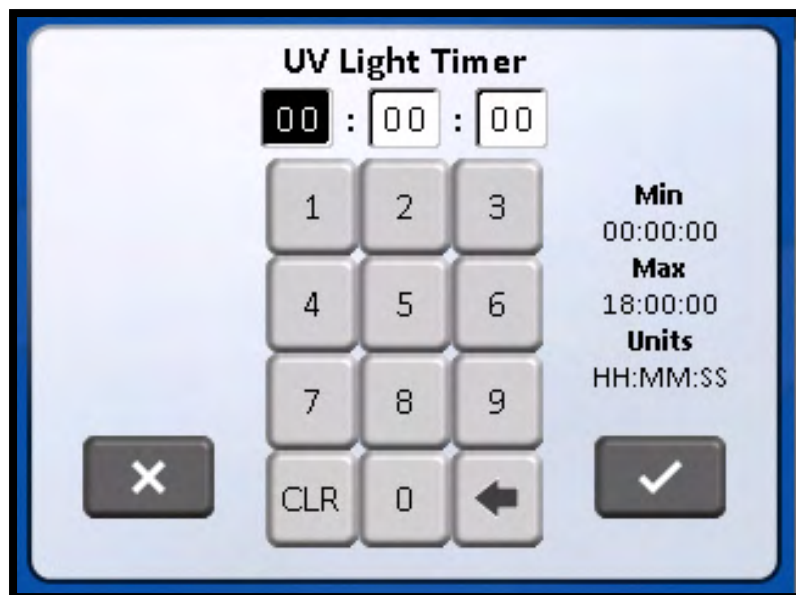 UV Light Timer
00 : 00 : 00
1 2 3
4 5 6
7 8 9
CLR 0
Min
00:00:00
Max
18:00:00
Units
HH:MM:SS